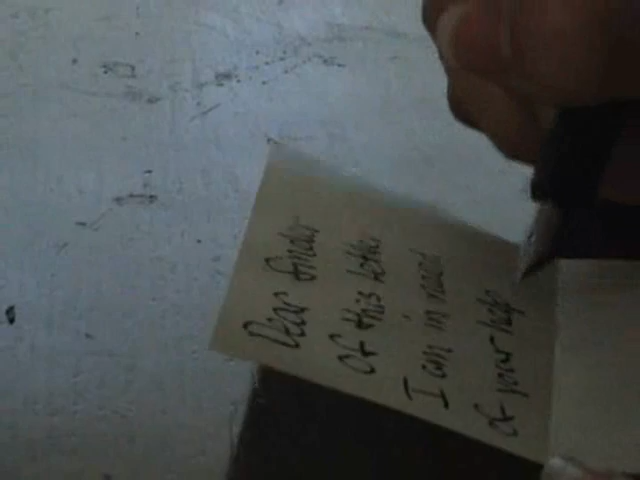 Dear finder
of this letter
I am in need
of your help